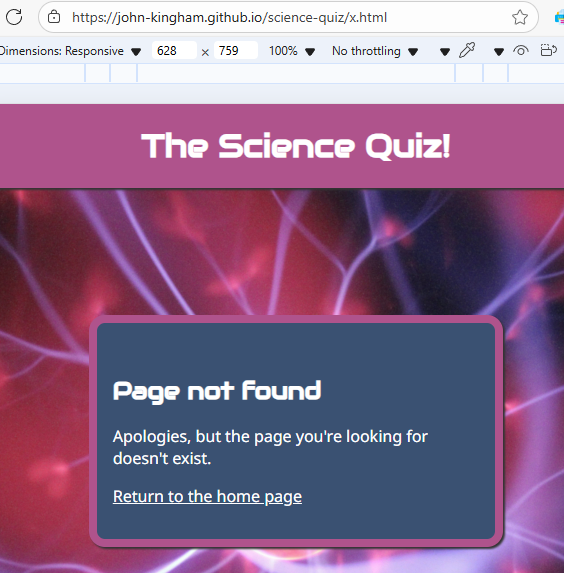 https://john-kingham.github.io/science-quiz/x.html
Dimensions: Responsive 628 × 759 100% No throttling
The Science Quiz!
Page not found
Apologies, but the page you're looking for
doesn't exist.
Return to the home page